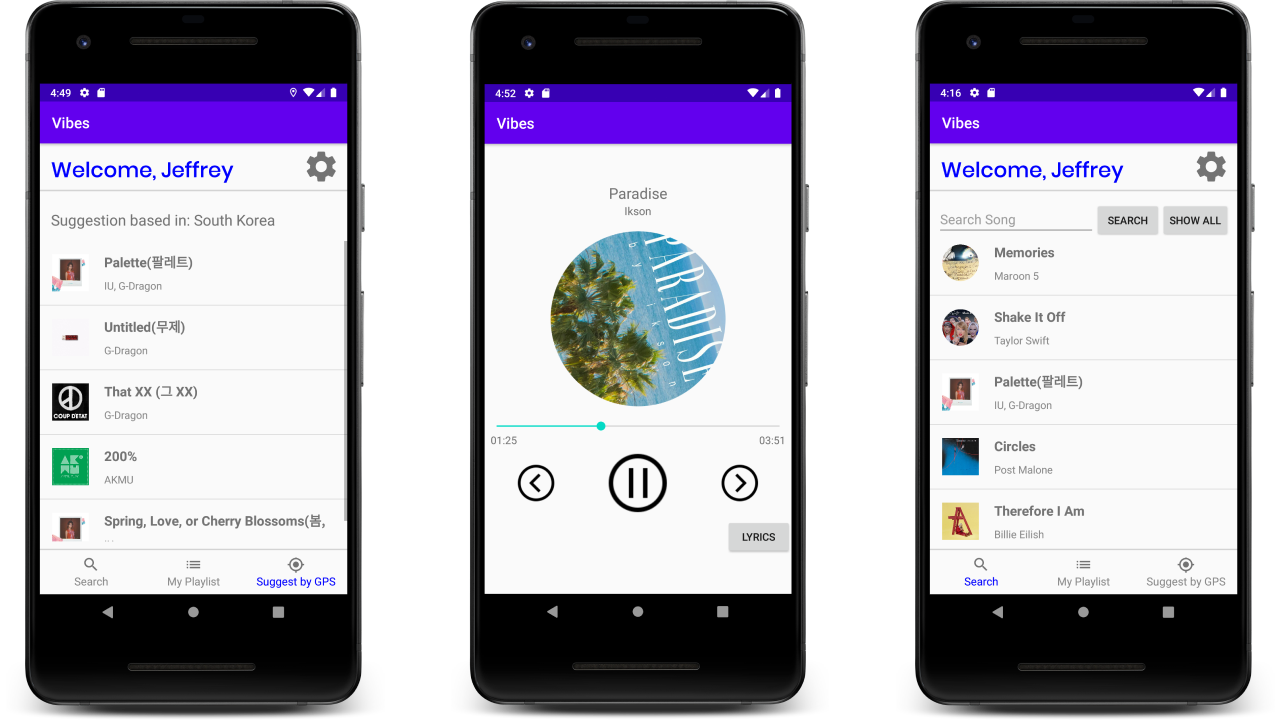 4:49
Vibes
Welcome, Jeffrey
Suggestion based in: South Korea
Palette(팔레트)
IU, G-Dragon
Untitled(무제)
G-Dragon
That XX (그 XX)
G-Dragon
COUP D'ETAT
200%
AKMU
AK
MU
Spring, Love, or Cherry Blossoms(봄,
Search
My Playlist
Suggest by GPS
4:52
Vibes
Paradise
Ikson
PARADISE
by ikson
01:25
03:51
LYRICS
4:16
Vibes
Welcome, Jeffrey
Search Song
SEARCH
SHOW ALL
Memories
Maroon 5
Shake It Off
Taylor Swift
Palette(팔레트)
IU, G-Dragon
Circles
Post Malone
Therefore I Am
Billie Eilish
Search
My Playlist
Suggest by GPS